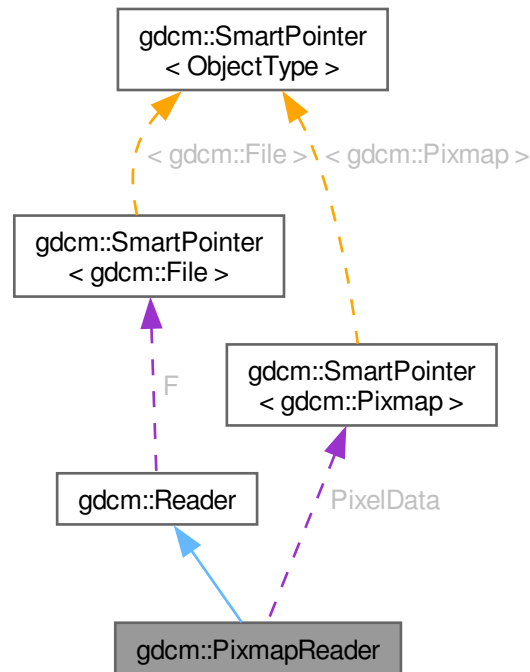 gdcm::SmartPointer
< ObjectType >
< gdcm::File >
< gdcm::Pixmap >
gdcm::SmartPointer
< gdcm::File >
gdcm::SmartPointer
< gdcm::Pixmap >
F
gdcm::Reader
PixelData
gdcm::PixmapReader